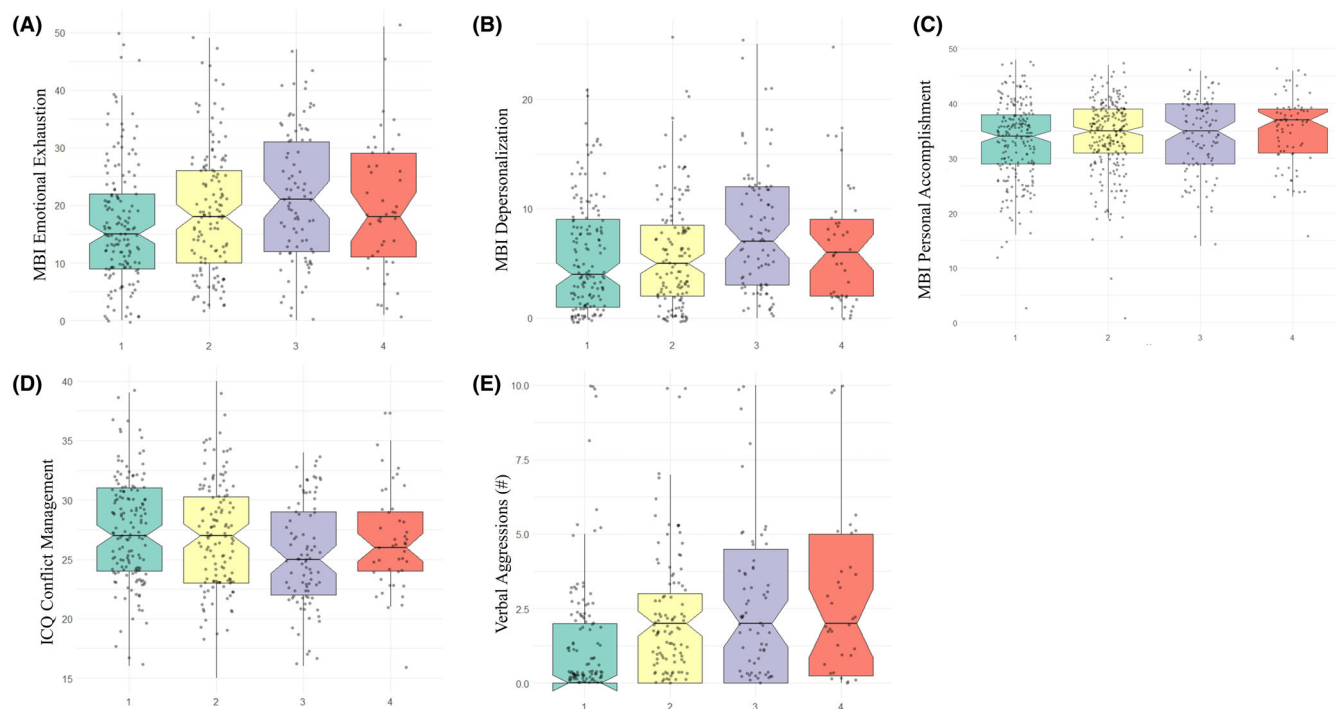 (A)
MBI Emotional Exhaustion
50
40
30
20
10
0
1 2 3 4
(B)
MBI Depersonalization
20
10
0
1 2 3 4
(C)
MBI Personal Accomplishment
50
40
30
20
10
0
1 2 3 4
(D)
ICQ Conflict Management
40
35
30
25
20
15
1 2 3 4
(E)
Verbal Aggressions (#)
10.0
7.5
5.0
2.5
0.0
1 2 3 4